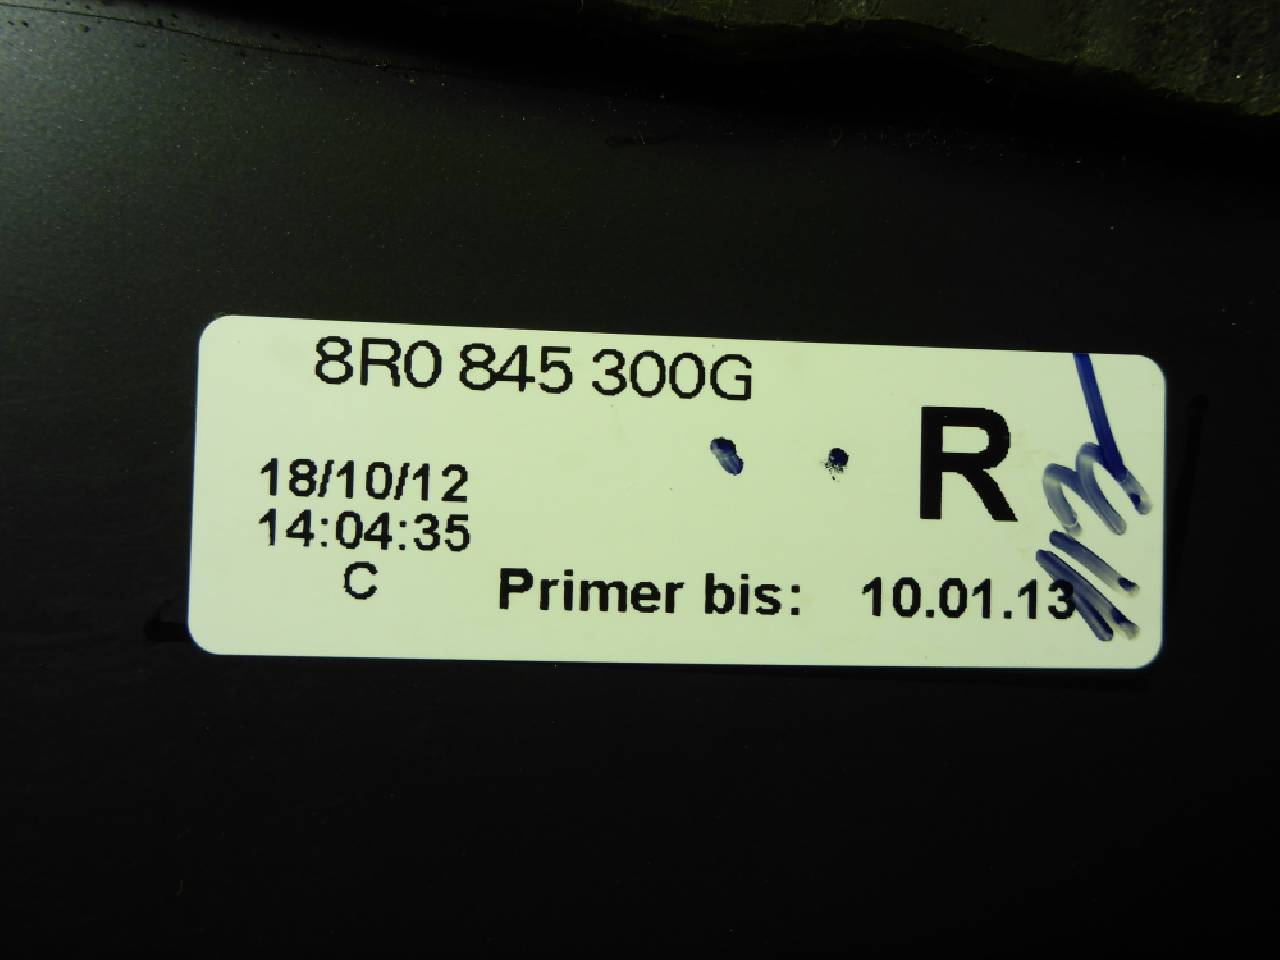 8R0 845 300G
R
18/10/12
14:04:35
C
Primer bis: 10.01.13